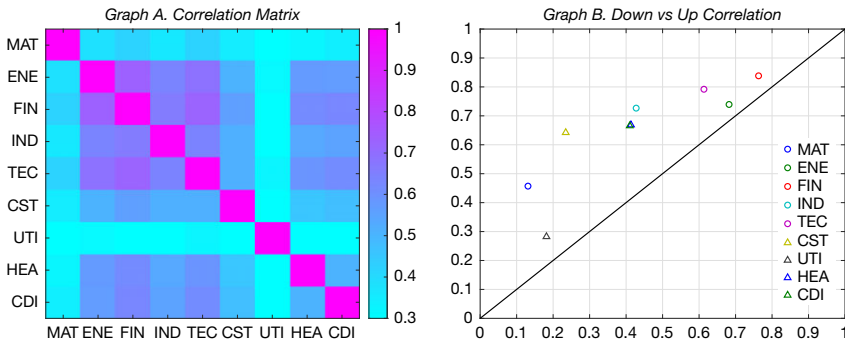 Graph A. Correlation Matrix
MAT
ENE
FIN
IND
TEC
CST
UTI
HEA
CDI
MAT ENE FIN IND TEC CST UTI HEA CDI
1
0.9
0.8
0.7
0.6
0.5
0.4
0.3
Graph B. Down vs Up Correlation
1
0.9
0.8
0.7
0.6
0.5
0.4
0.3
0.2
0.1
0
0 0.1 0.2 0.3 0.4 0.5 0.6 0.7 0.8 0.9 1
MAT
ENE
FIN
IND
TEC
CST
UTI
HEA
CDI